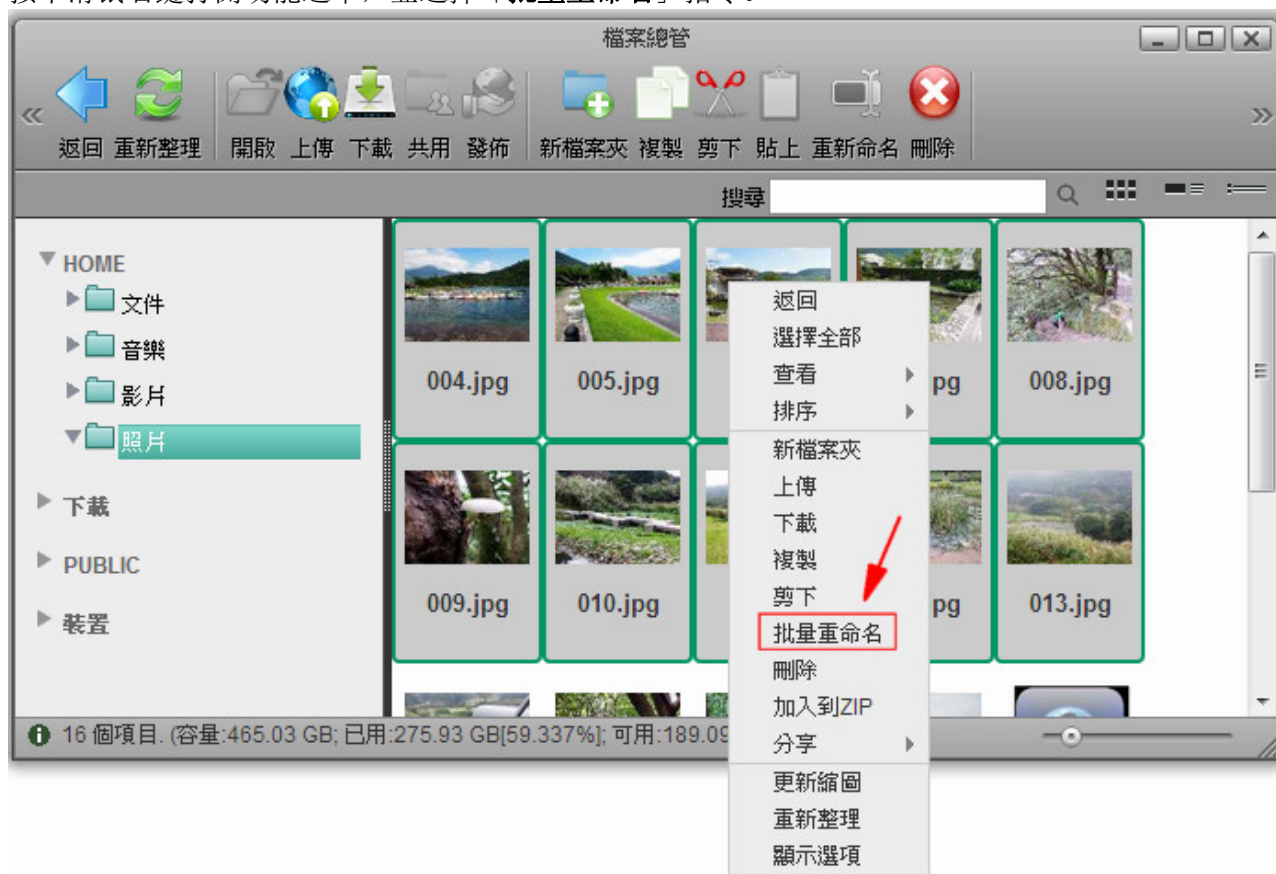 「批量重命名」指令。
檔案總管
返回 重新整理 開啟 上傳 下載 共用 發佈 新檔案夾 複製 剪下 貼上 重新命名 刪除
搜尋
HOME
文件
音樂
影片
照片
下載
PUBLIC
裝置
004.jpg 005.jpg pg 008.jpg
009.jpg 010.jpg pg 013.jpg
返回
選擇全部
查看
排序
新檔案夾
上傳
下載
複製
剪下
批量重命名
刪除
加入到ZIP
分享
更新縮圖
重新整理
顯示選項
16 個項目. (容量:465.03 GB; 已用:275.93 GB[59.337%]; 可用:189.09